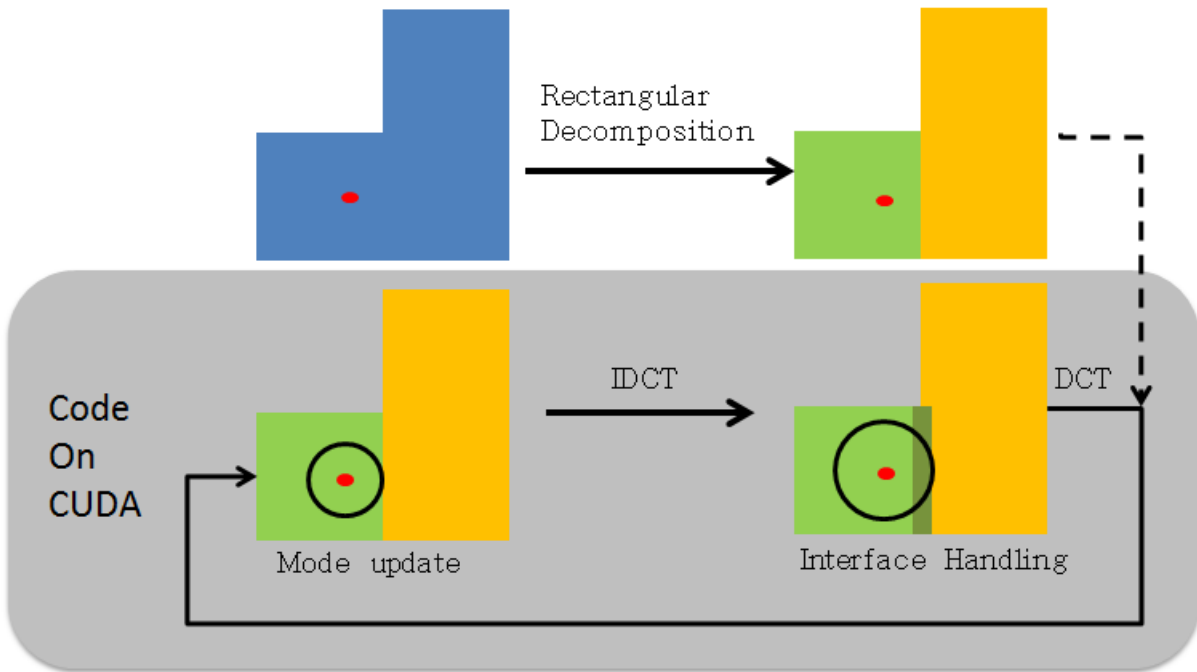 Rectangular
Decomposition
IDCT
DCT
Code
On
CUDA
Mode update
Interface Handling